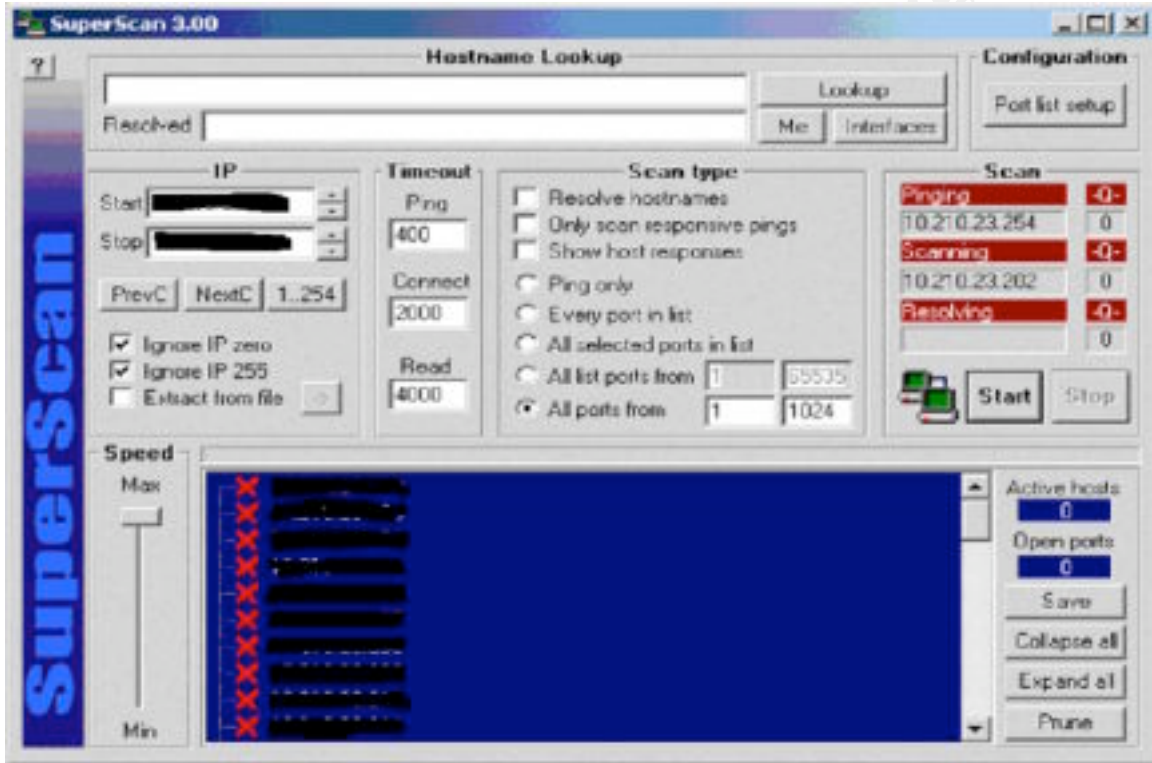 SuperScan 3.00
?
Hostname Lookup
Lookup
Resolved
Me
Interfaces
Configuration
Port list setup
IP
Start
Stop
PrevC
NextC
1..254
Ignore IP zero
Ignore IP 255
Extract from file
->
Timeout
Ping
400
Connect
2000
Read
4000
Scan type
Resolve hostnames
Only scan responsive pings
Show host responses
Ping only
Every port in list
All selected ports in list
All list ports from 1 65535
All ports from 1 1024
Scan
Pinging -0-
10.210.23.254 0
Scanning -0-
10.210.23.202 0
Resolving -0-
0
Start
Stop
SuperScan
Speed
Max
Min
Active hosts
0
Open ports
0
Save
Collapse all
Expand all
Prune